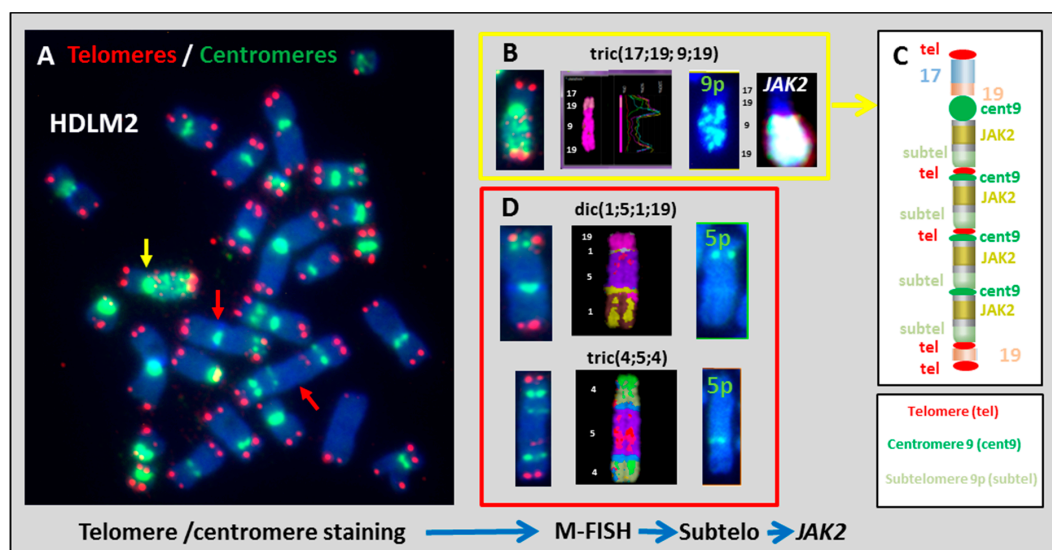 A Telomeres / Centromeres
HDLM2
B
tric(17;19; 9;19)
17
19
9
19
9p
JAK2
17
19
9
19
C
tel
17
19
cent9
JAK2
subtel
tel
cent9
JAK2
subtel
tel
cent9
JAK2
subtel
cent9
JAK2
subtel
tel
19
tel
D
dic(1;5;1;19)
19
1
5
1
5p
tric(4;5;4)
4
5
4
5p
Telomere (tel)
Centromere 9 (cent9)
Subtelomere 9p (subtel)
Telomere /centromere staining M-FISH Subtelo JAK2